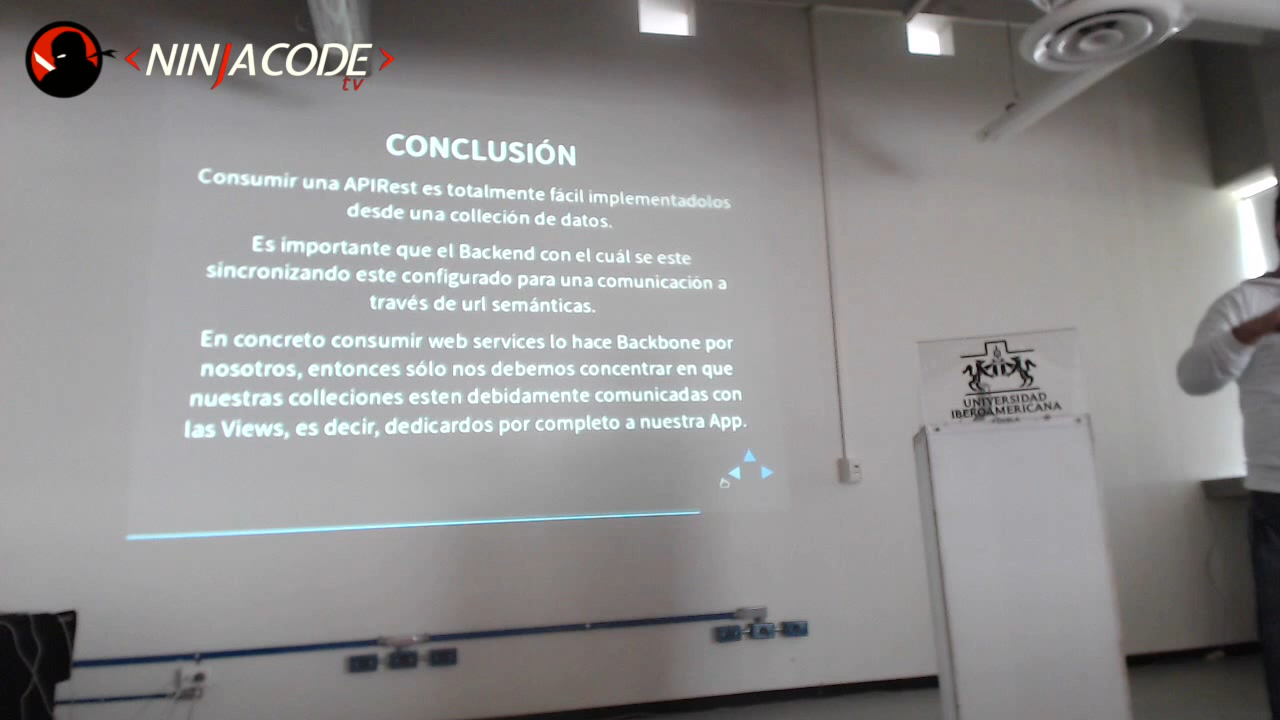 <NINJACODE>
tv
CONCLUSIÓN
Consumir una APIRest es totalmente fácil implementadolos
desde una colleción de datos.
Es importante que el Backend con el cuál se este
sincronizando este configurado para una comunicación a
través de url semánticas.
En concreto consumir web services lo hace Backbone por
nosotros, entonces sólo nos debemos concentrar en que
nuestras colleciones esten debidamente comunicadas con
las Views, es decir, dedicardos por completo a nuestra App.
UNIVERSIDAD
IBEROAMERICANA
PUEBLA